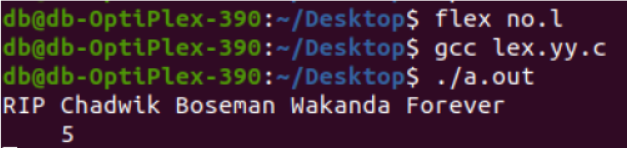 db@db-OptiPlex-390:~/Desktop$ flex no.l
db@db-OptiPlex-390:~/Desktop$ gcc lex.yy.c
db@db-OptiPlex-390:~/Desktop$ ./a.out
RIP Chadwik Boseman Wakanda Forever
5